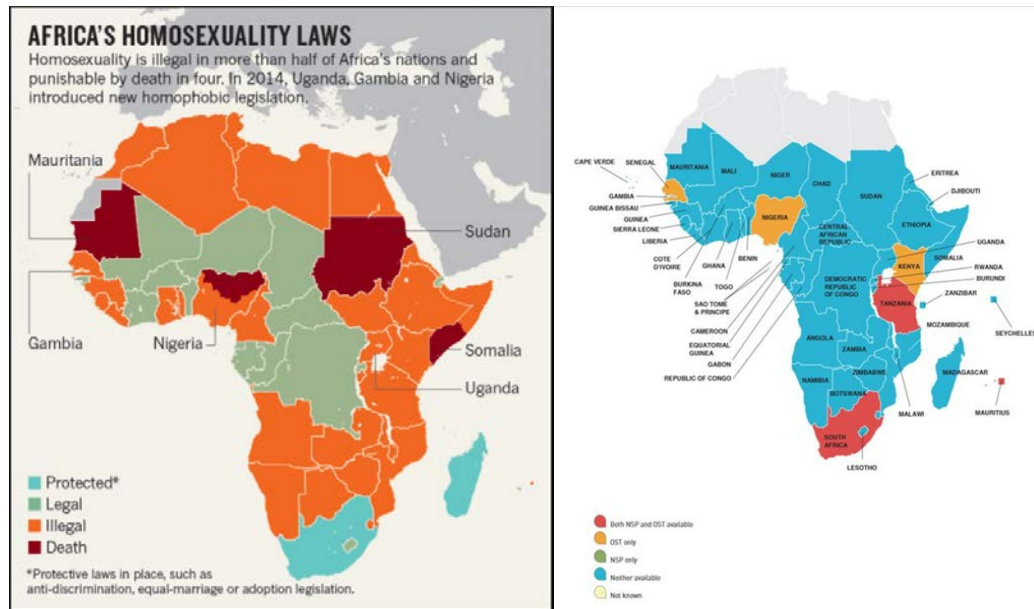 AFRICA'S HOMOSEXUALITY LAWS
Homosexuality is illegal in more than half of Africa's nations and
punishable by death in four. In 2014, Uganda, Gambia and Nigeria
introduced new homophobic legislation.
Mauritania
Sudan
Gambia
Nigeria
Somalia
Uganda
Protected*
Legal
Illegal
Death
*Protective laws in place, such as
anti-discrimination, equal-marriage or adoption legislation.
CAPE VERDE
SENEGAL
MAURITANIA
MALI
NIGER
CHAD
SUDAN
ERITREA
DJIBOUTI
GAMBIA
GUINEA BISSAU
GUINEA
SIERRA LEONE
LIBERIA
COTE
D'IVOIRE
GHANA
BURKINA
FASO
TOGO
BENIN
NIGERIA
CENTRAL
AFRICAN
REPUBLIC
ETHIOPIA
SOMALIA
UGANDA
KENYA
RWANDA
BURUNDI
DEMOCRATIC
REPUBLIC
OF CONGO
TANZANIA
ZANZIBAR
SEYCHELLES
SAO TOME
& PRINCIPE
CAMEROON
EQUATORIAL
GUINEA
GABON
REPUBLIC OF CONGO
ANGOLA
ZAMBIA
MOZAMBIQUE
ZIMBABWE
MADAGASCAR
NAMIBIA
BOTSWANA
MALAWI
MAURITIUS
SOUTH
AFRICA
LESOTHO
Both NSP and OST available
OST only
NSP only
Neither available
Not known